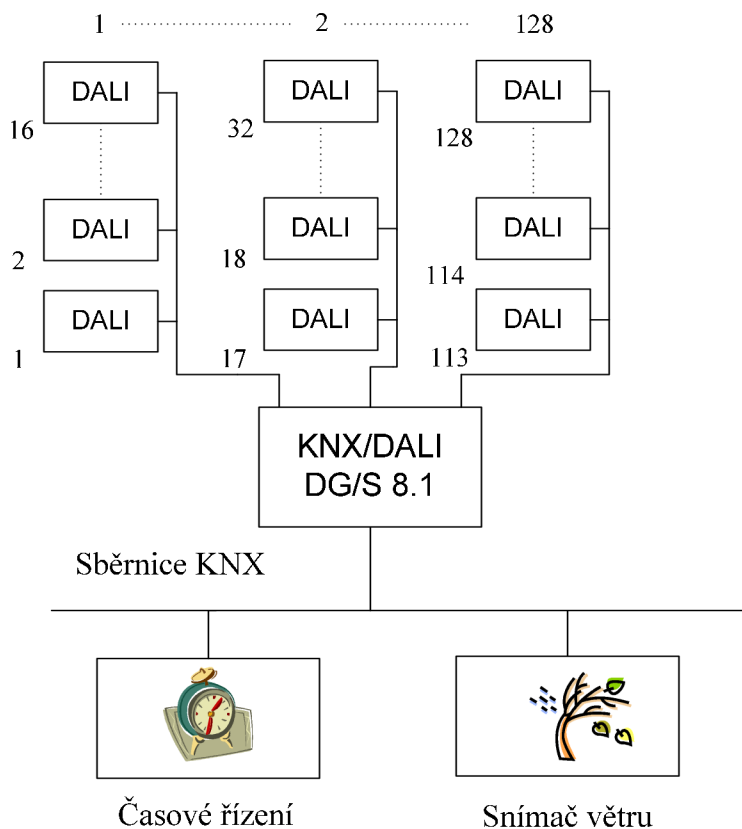 1 2 128
DALI DALI DALI
16 32 128
DALI DALI DALI
2 18 114
DALI DALI DALI
1 17 113
KNX/DALI
DG/S 8.1
Sběrnice KNX
Časové řízení Snímač větru